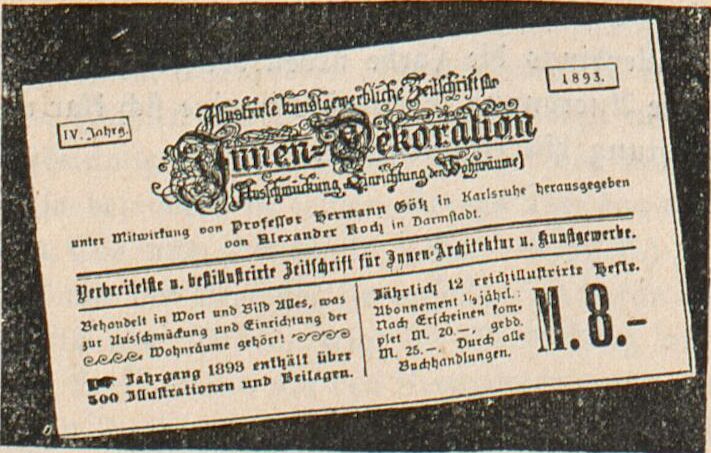 IV. Jahrg.
1893.
Illustrirte kunstgewerbliche Zeitschrift für
Innen-Dekoration
(Ausschmückung u. Einrichtung der Wohnräume)
unter Mitwirkung von Professor Hermann Götz in Karlsruhe herausgegeben
von Alexander Koch in Darmstadt.
Verbreitetste u. bestillustrirte Zeitschrift für Innen-Architektur u. Kunstgewerbe.
Behandelt in Wort und Bild Alles, was
zur Ausschmückung und Einrichtung der
Wohnräume gehört!
Jahrgang 1893 enthält über
500 Illustrationen und Beilagen.
Jährlich 12 reichillustrirte Hefte.
Abonnement ½jährl.:
Nach Erscheinen kom-
plet M. 20.—, gebd.
M. 25.—. Durch alle
Buchhandlungen.
M. 8.-